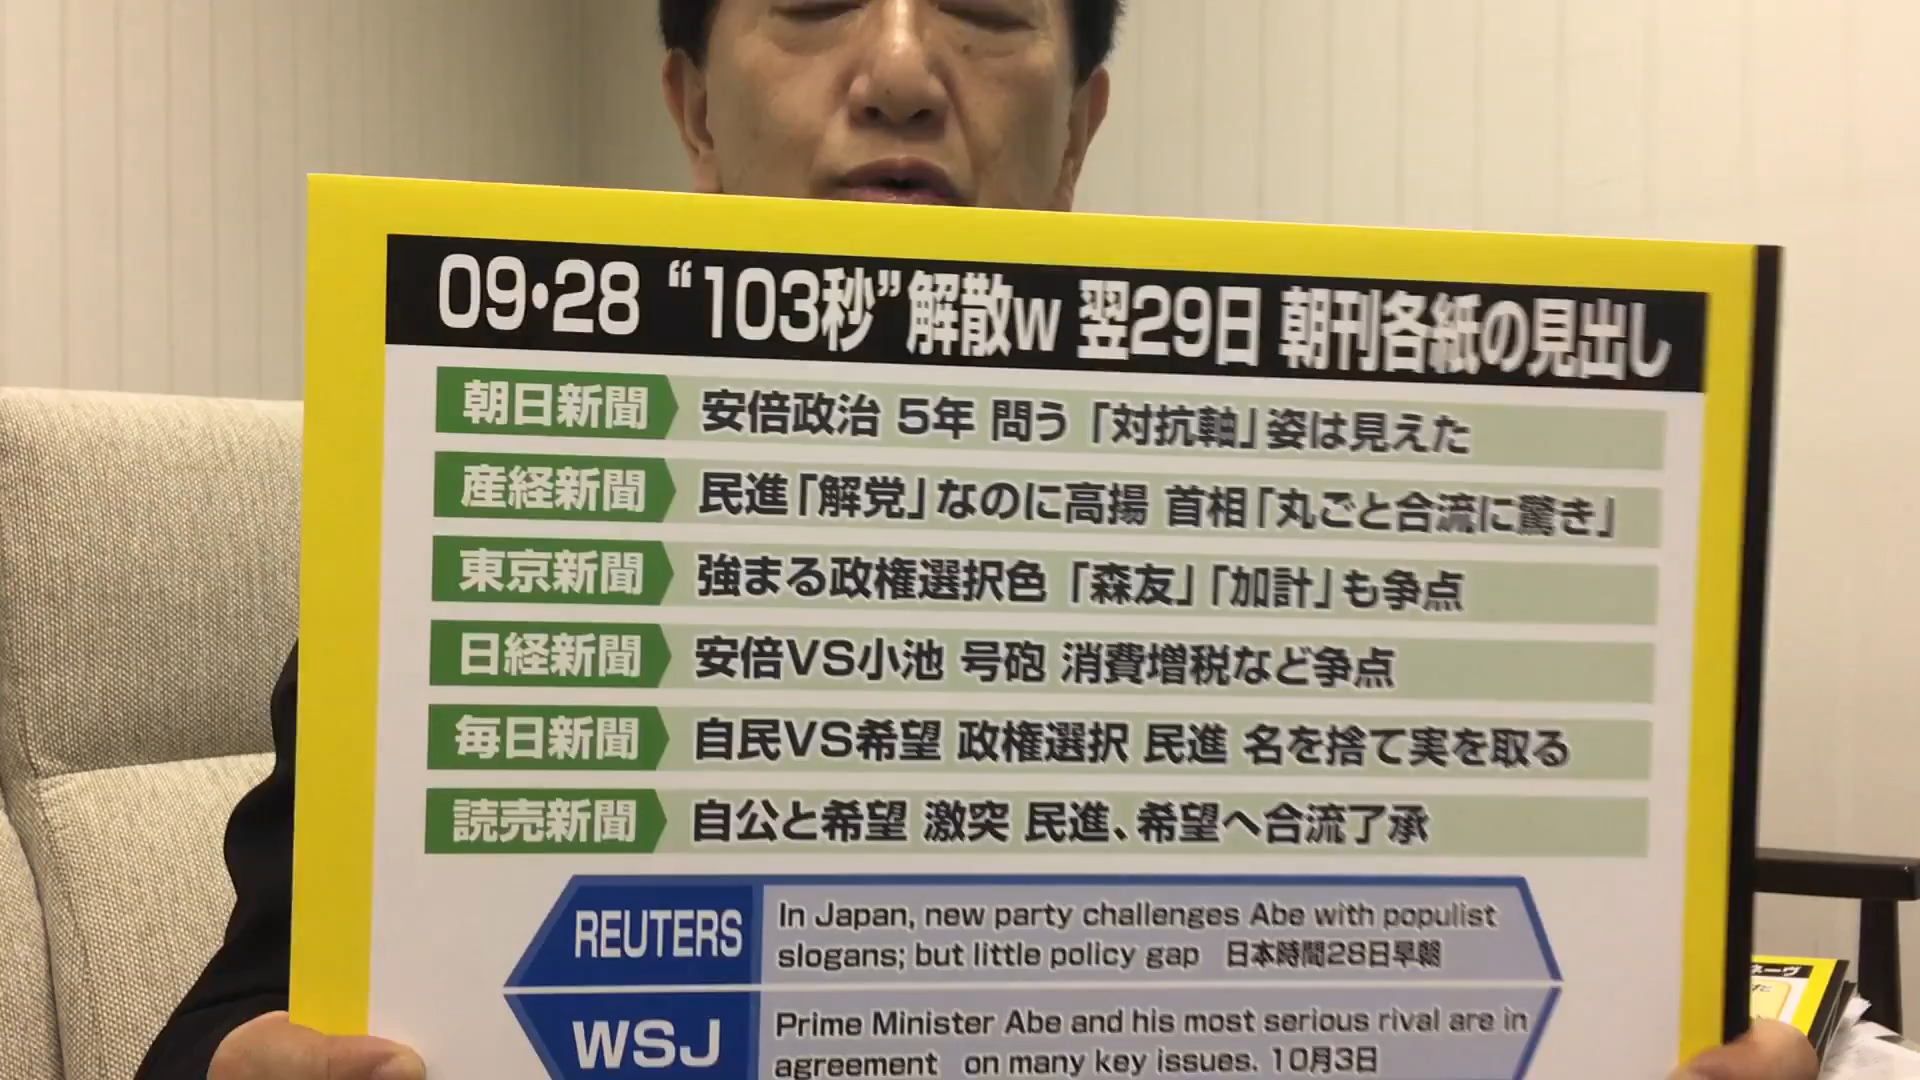 09・28 “103秒”解散w 翌29日 朝刊各紙の見出し
朝日新聞 安倍政治 5年 問う「対抗軸」姿は見えた
産経新聞 民進「解党」なのに高揚 首相「丸ごと合流に驚き」
東京新聞 強まる政権選択色「森友」「加計」も争点
日経新聞 安倍VS小池 号砲 消費増税など争点
毎日新聞 自民VS希望 政権選択 民進 名を捨て実を取る
読売新聞 自公と希望 激突 民進、希望へ合流了承
REUTERS In Japan, new party challenges Abe with populist
slogans; but little policy gap 日本時間28日早朝
WSJ Prime Minister Abe and his most serious rival are in
agreement on many key issues. 10月3日